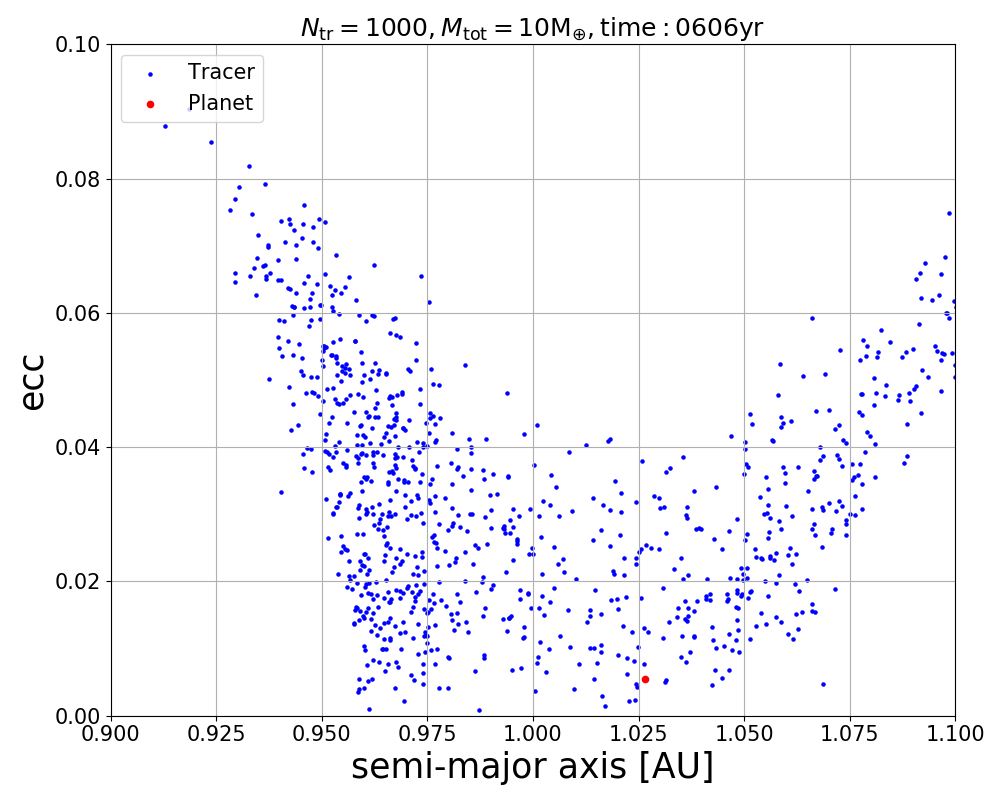 N_tr = 1000, M_tot = 10M_⊕, time : 0606yr
Tracer
Planet
ecc
0.10
0.08
0.06
0.04
0.02
0.00
0.900 0.925 0.950 0.975 1.000 1.025 1.050 1.075 1.100
semi-major axis [AU]